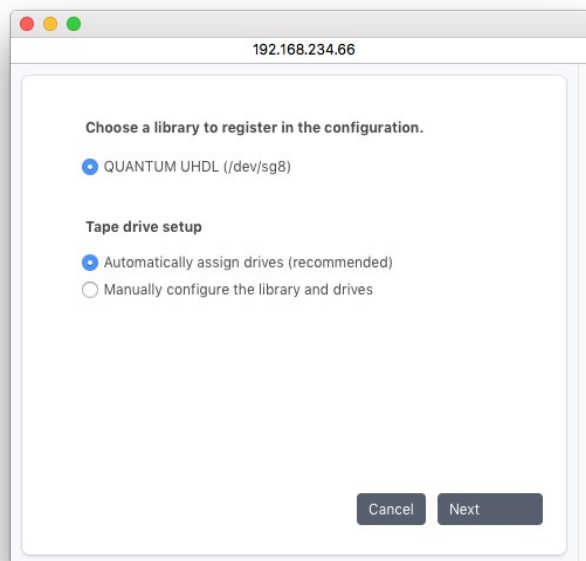 192.168.234.66
Choose a library to register in the configuration.
QUANTUM UHDL (/dev/sg8)
Tape drive setup
Automatically assign drives (recommended)
Manually configure the library and drives
Cancel Next